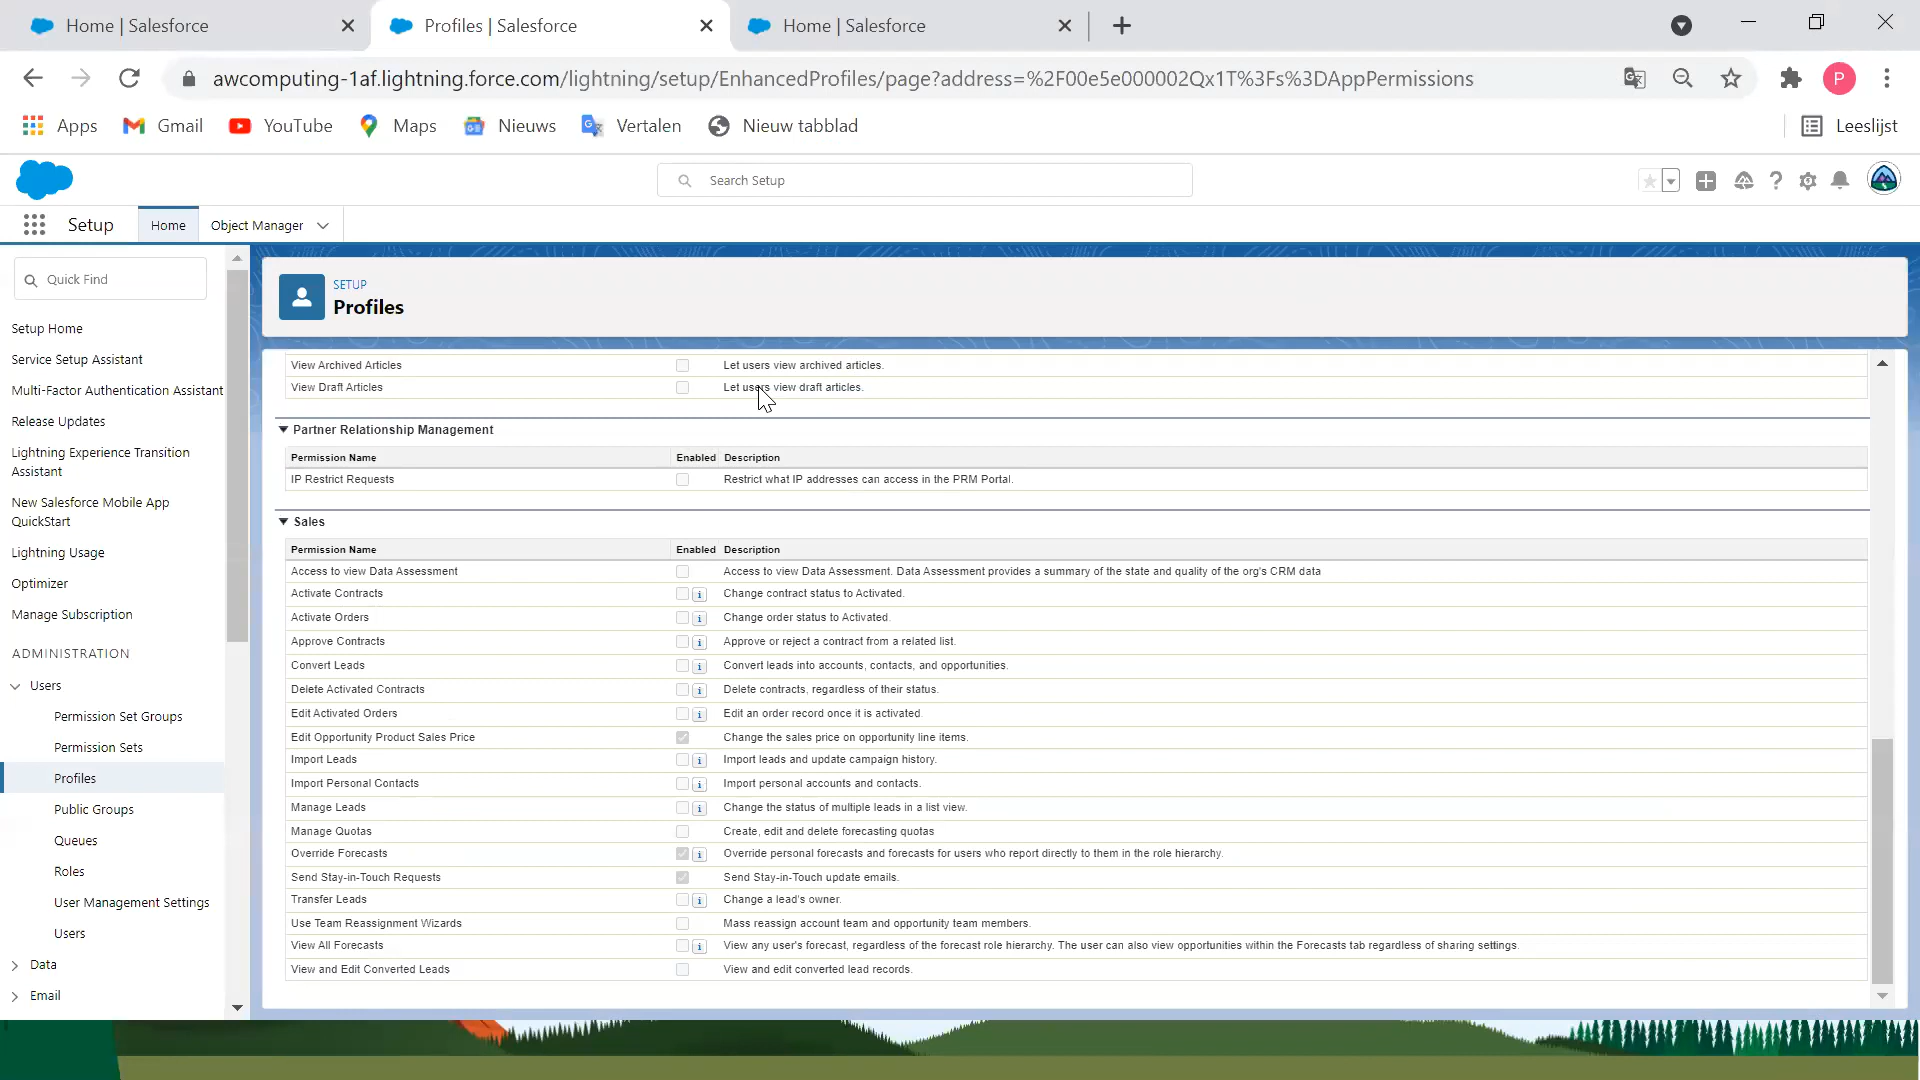 Home | Salesforce
Profiles | Salesforce
Home | Salesforce
awcomputing-1af.lightning.force.com/lightning/setup/EnhancedProfiles/page?address=%2F00e5e000002Qx1T%3Fs%3DAppPermissions
P
Apps
Gmail
YouTube
Maps
Nieuws
Vertalen
Nieuw tabblad
Leeslijst
Search Setup
Setup
Home
Object Manager
Quick Find
Setup Home
Service Setup Assistant
Multi-Factor Authentication Assistant
Release Updates
Lightning Experience Transition
Assistant
New Salesforce Mobile App
QuickStart
Lightning Usage
Optimizer
Manage Subscription
ADMINISTRATION
Users
Permission Set Groups
Permission Sets
Profiles
Public Groups
Queues
Roles
User Management Settings
Users
Data
Email
SETUP
Profiles
View Archived Articles Let users view archived articles.
View Draft Articles Let users view draft articles.
Partner Relationship Management
Permission Name Enabled Description
IP Restrict Requests Restrict what IP addresses can access in the PRM Portal.
Sales
Permission Name Enabled Description
Access to view Data Assessment Access to view Data Assessment. Data Assessment provides a summary of the state and quality of the org's CRM data
Activate Contracts i Change contract status to Activated.
Activate Orders i Change order status to Activated.
Approve Contracts i Approve or reject a contract from a related list.
Convert Leads i Convert leads into accounts, contacts, and opportunities.
Delete Activated Contracts i Delete contracts, regardless of their status.
Edit Activated Orders i Edit an order record once it is activated.
Edit Opportunity Product Sales Price Change the sales price on opportunity line items.
Import Leads i Import leads and update campaign history.
Import Personal Contacts i Import personal accounts and contacts.
Manage Leads i Change the status of multiple leads in a list view.
Manage Quotas Create, edit and delete forecasting quotas
Override Forecasts i Override personal forecasts and forecasts for users who report directly to them in the role hierarchy.
Send Stay-in-Touch Requests Send Stay-in-Touch update emails.
Transfer Leads i Change a lead's owner.
Use Team Reassignment Wizards Mass reassign account team and opportunity team members.
View All Forecasts i View any user's forecast, regardless of the forecast role hierarchy. The user can also view opportunities within the Forecasts tab regardless of sharing settings.
View and Edit Converted Leads View and edit converted lead records.